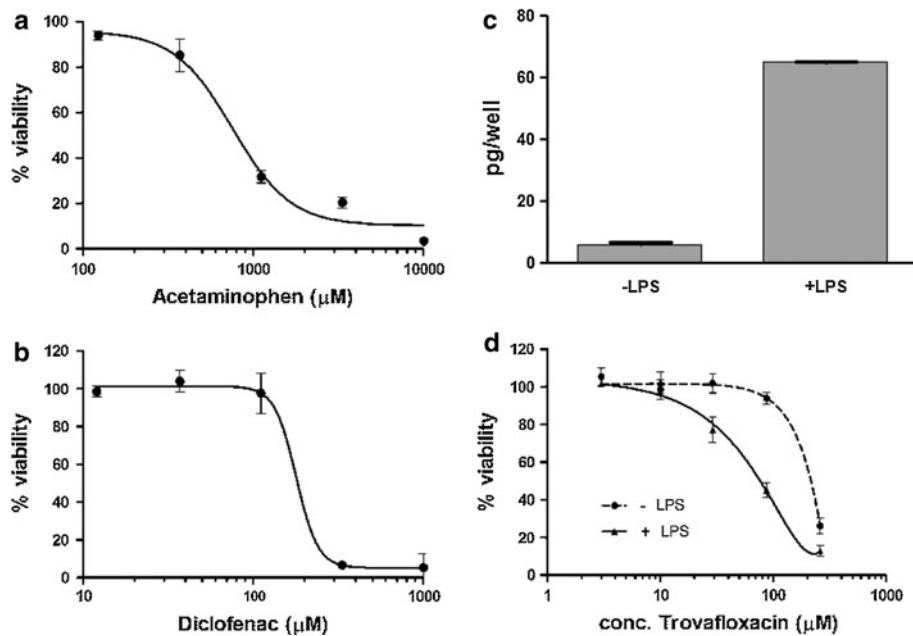 a
100
80
60
40
20
0
% viability
100
1000
10000
Acetaminophen (μM)
c
80
60
40
20
0
pg/well
-LPS
+LPS
b
120
100
80
60
40
20
0
% viability
10
100
1000
Diclofenac (μM)
d
120
100
80
60
40
20
0
% viability
- LPS
+ LPS
1
10
100
1000
conc. Trovafloxacin (μM)